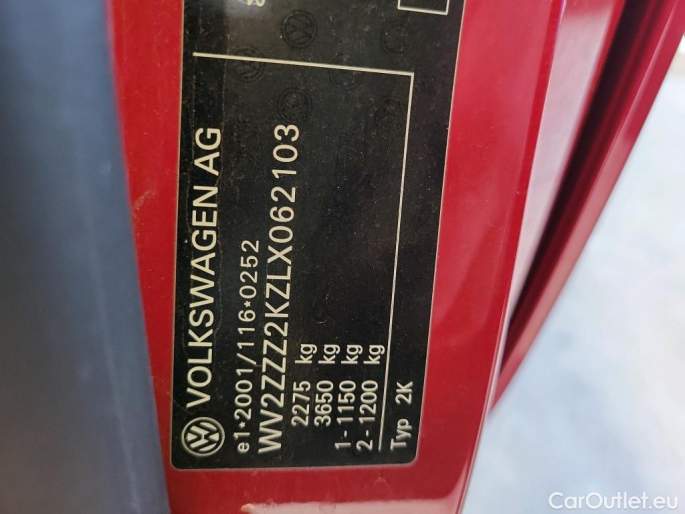 VOLKSWAGEN AG
e1*2001/116*0252
WV2ZZZ2KZLX062103
2275 kg
3650 kg
1 - 1150 kg
2 - 1200 kg
Typ 2K
CarOutlet.eu